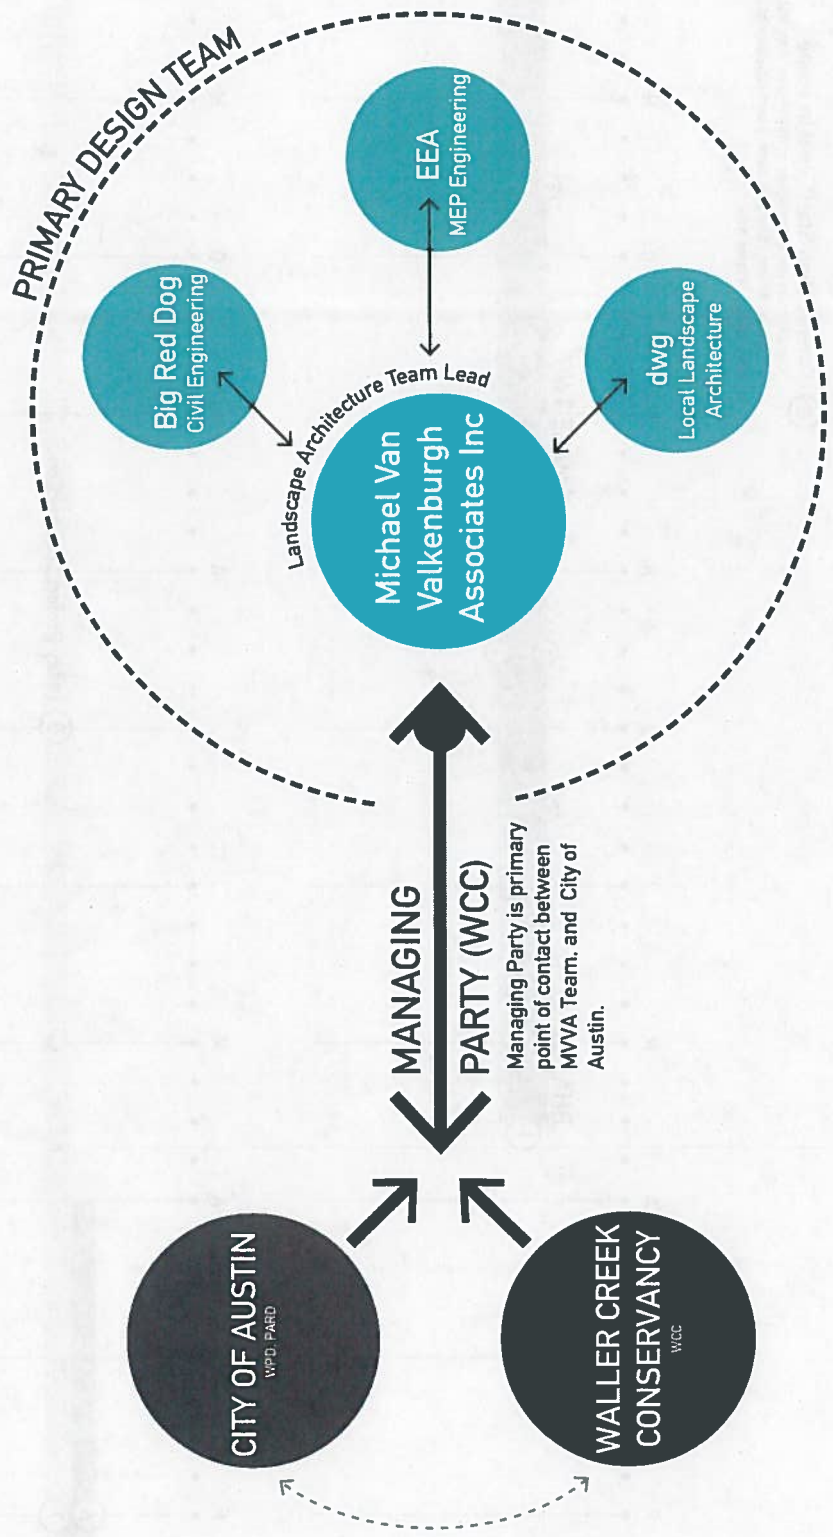 CITY OF AUSTIN
WPD, PARD
WALLER CREEK
CONSERVANCY
WCC
MANAGING
PARTY (WCC)
Managing Party is primary
point of contact between
MVVA Team. and City of
Austin.
PRIMARY DESIGN TEAM
Landscape Architecture Team Lead
Michael Van
Valkenburgh
Associates Inc
Big Red Dog
Civil Engineering
EEA
MEP Engineering
dwg
Local Landscape
Architecture